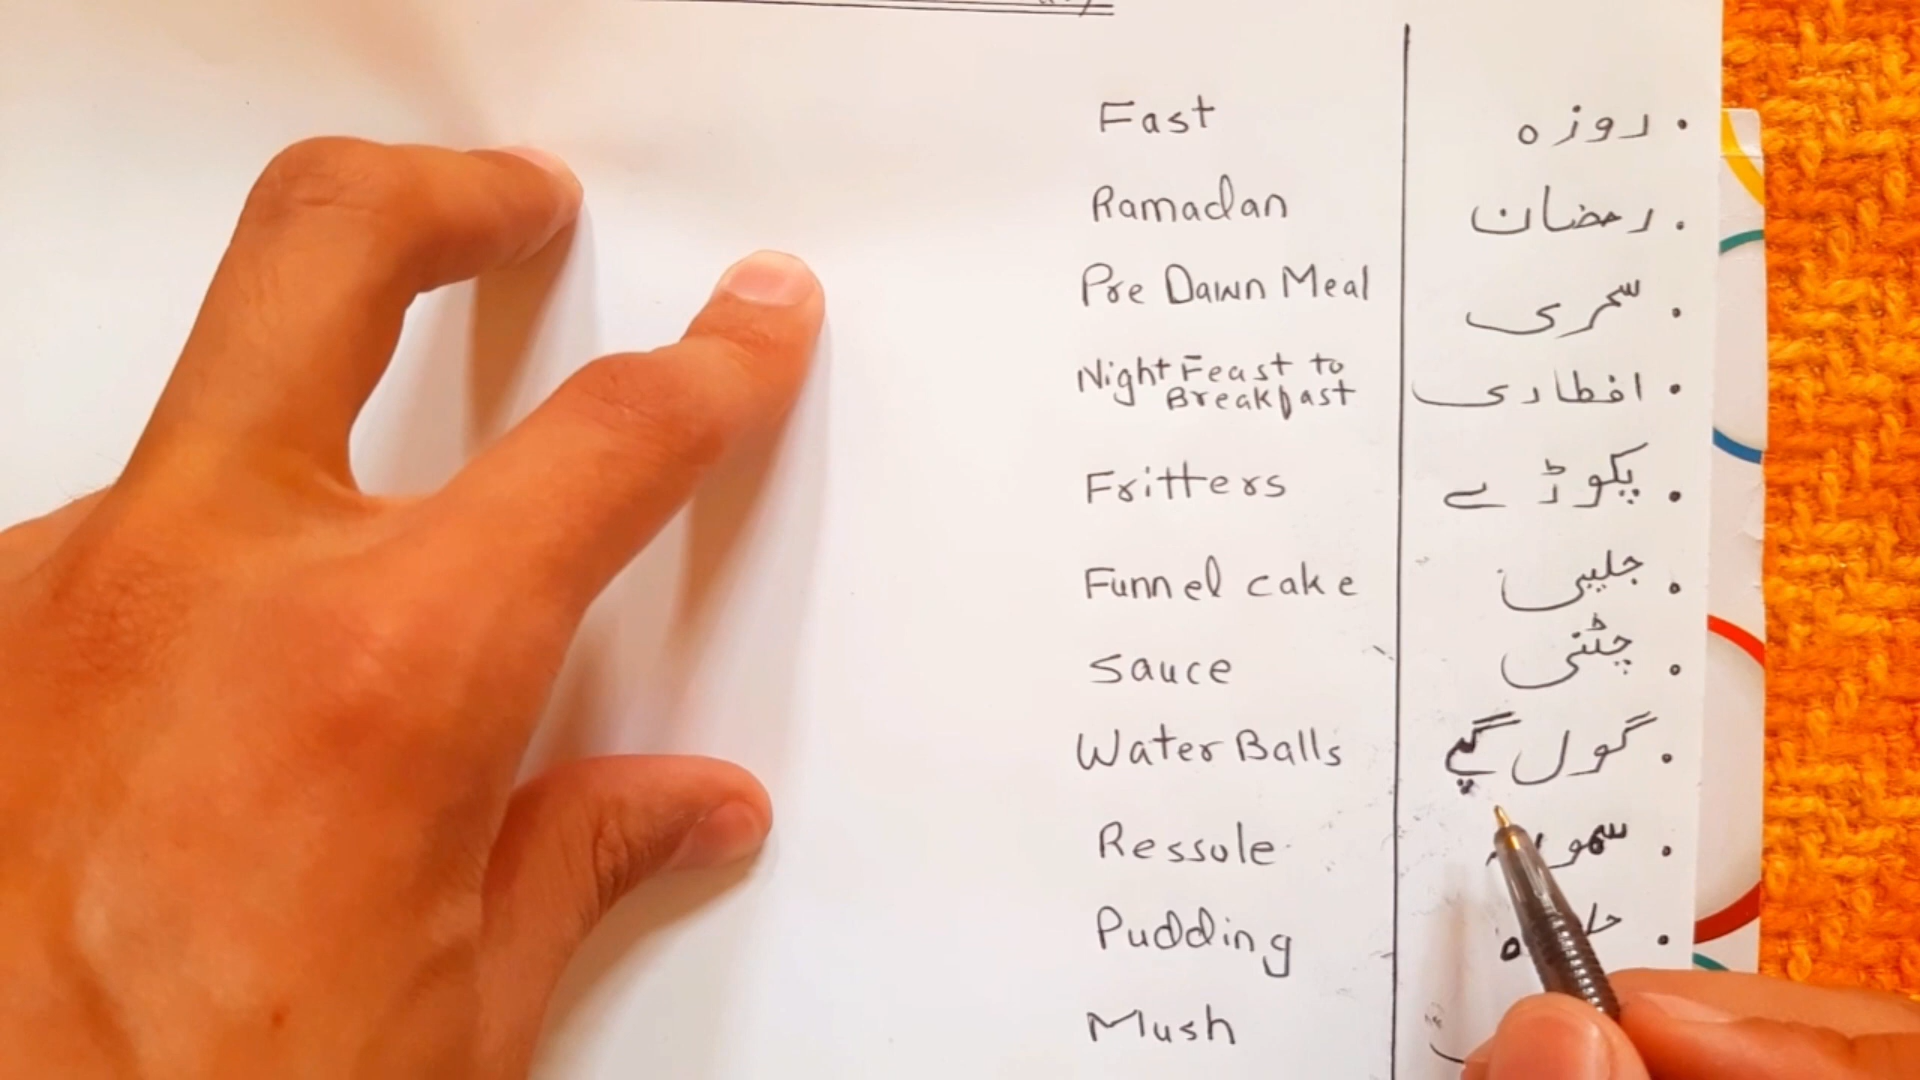 Fast روزہ
Ramadan رمضان
Pre Dawn Meal سحری
Night Feast to افطاری
Breakfast
Fritters پکوڑے
Funnel cake جلیبی
Sauce چٹنی
Water Balls گول گپے
Ressole
Pudding
Mush